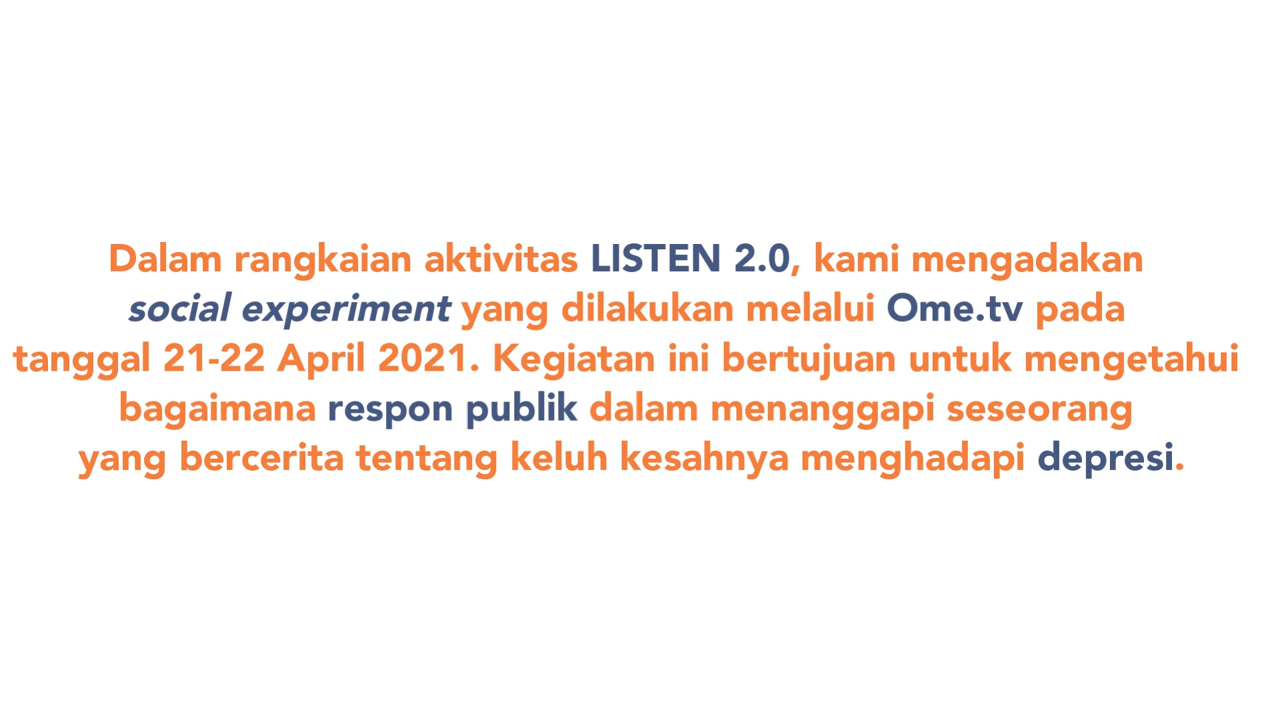 Dalam rangkaian aktivitas LISTEN 2.0, kami mengadakan
social experiment yang dilakukan melalui Ome.tv pada
tanggal 21-22 April 2021. Kegiatan ini bertujuan untuk mengetahui
bagaimana respon publik dalam menanggapi seseorang
yang bercerita tentang keluh kesahnya menghadapi depresi.